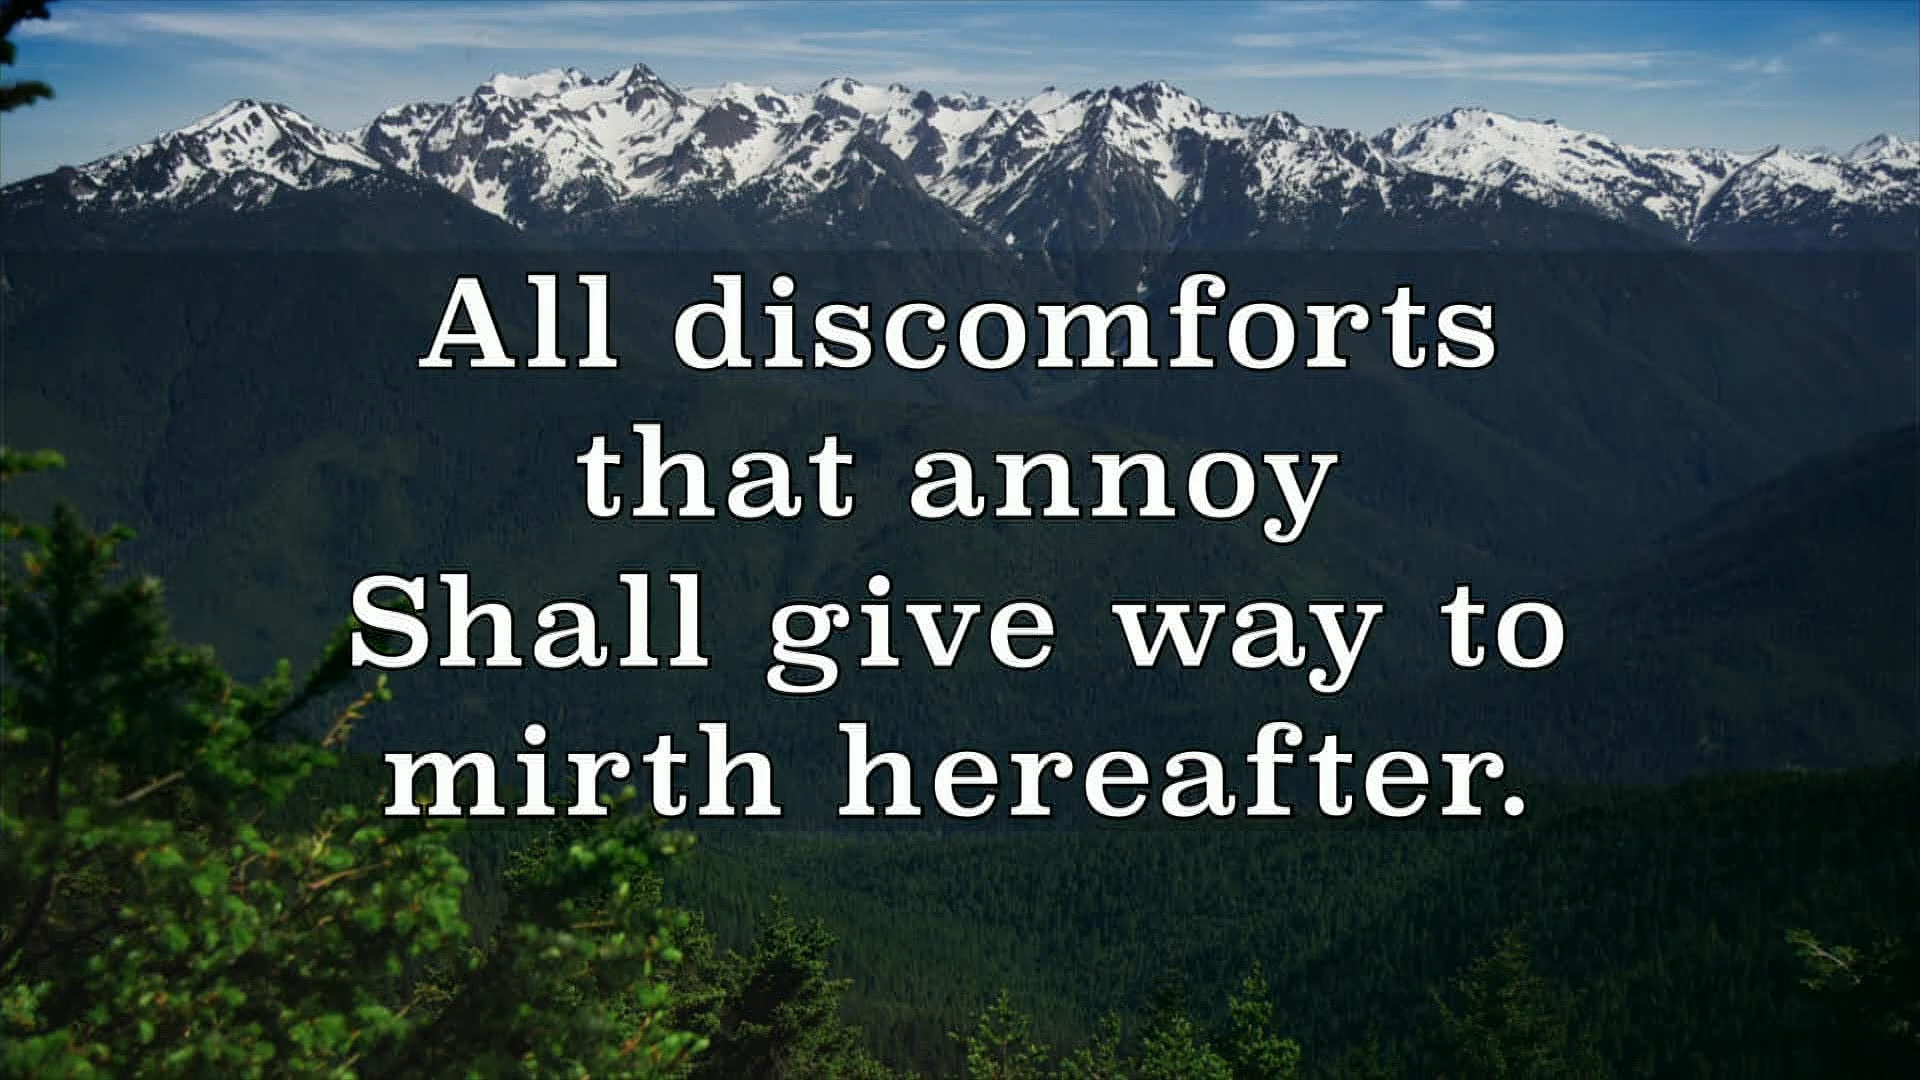 All discomforts
that annoy
Shall give way to
mirth hereafter.